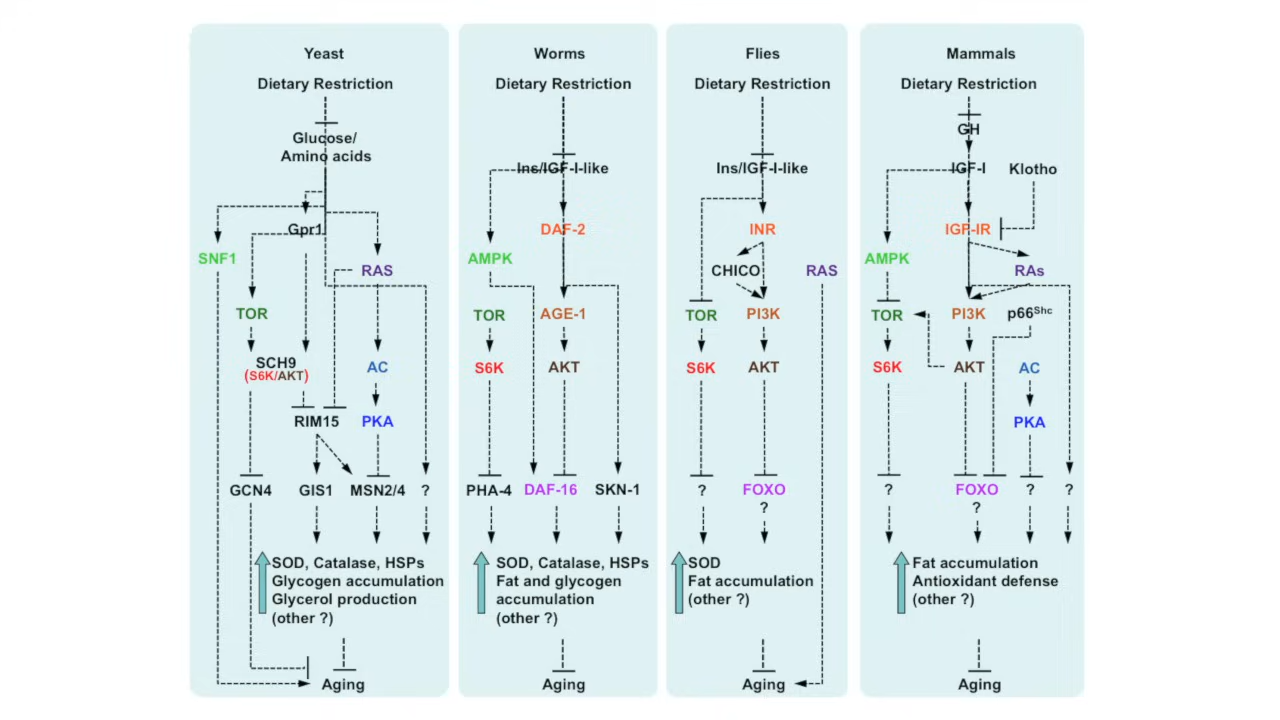 Yeast
Dietary Restriction
Glucose/
Amino acids
Gpr1
SNF1
RAS
TOR
SCH9
(S6K/AKT)
AC
RIM15
PKA
GCN4
GIS1
MSN2/4
?
SOD, Catalase, HSPs
Glycogen accumulation
Glycerol production
(other ?)
Aging
Worms
Dietary Restriction
Ins/IGF-I-like
DAF-2
AMPK
TOR
AGE-1
S6K
AKT
PHA-4
DAF-16
SKN-1
SOD, Catalase, HSPs
Fat and glycogen
accumulation
(other ?)
Aging
Flies
Dietary Restriction
Ins/IGF-I-like
INR
CHICO
RAS
TOR
PI3K
S6K
AKT
?
FOXO
?
SOD
Fat accumulation
(other ?)
Aging
Mammals
Dietary Restriction
GH
IGF-I
Klotho
IGF-IR
AMPK
RAs
TOR
PI3K
p66Shc
S6K
AKT
AC
PKA
?
FOXO
?
?
?
Fat accumulation
Antioxidant defense
(other ?)
Aging